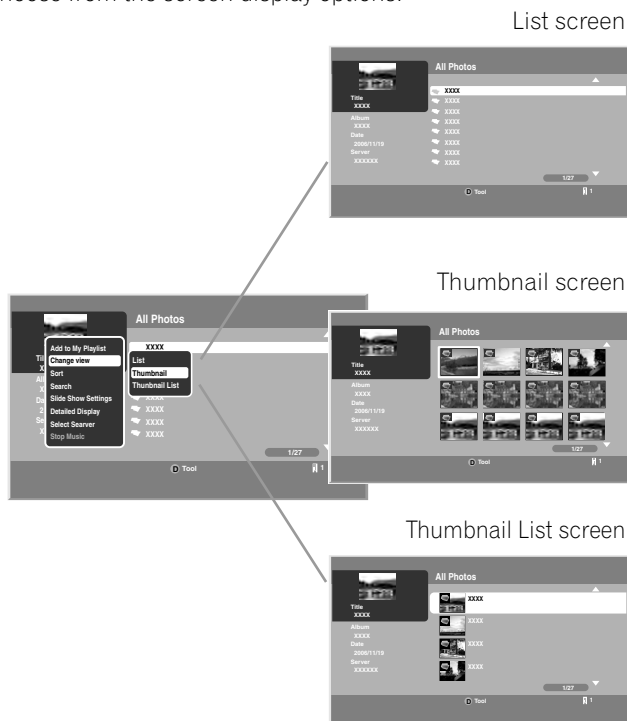 hoose from the screen display options.
List screen
All Photos
Title
XXXX
Album
XXXX
Date
2006/11/19
Server
XXXXXX
XXXX
XXXX
XXXX
XXXX
XXXX
XXXX
XXXX
XXXX
1/27
D Tool
1
Thumbnail screen
All Photos
Title
XXXX
Album
XXXX
Date
2006/11/19
Server
XXXXXX
1/27
D Tool
1
All Photos
Add to My Playlist
Change view
Sort
Search
Slide Show Settings
Detailed Display
Select Searver
Stop Music
XXXX
List
Thumbnail
Thunbnail List
XXXX
XXXX
XXXX
1/27
D Tool
1
Thumbnail List screen
All Photos
Title
XXXX
Album
XXXX
Date
2006/11/19
Server
XXXXXX
XXXX
XXXX
XXXX
XXXX
1/27
D Tool
1